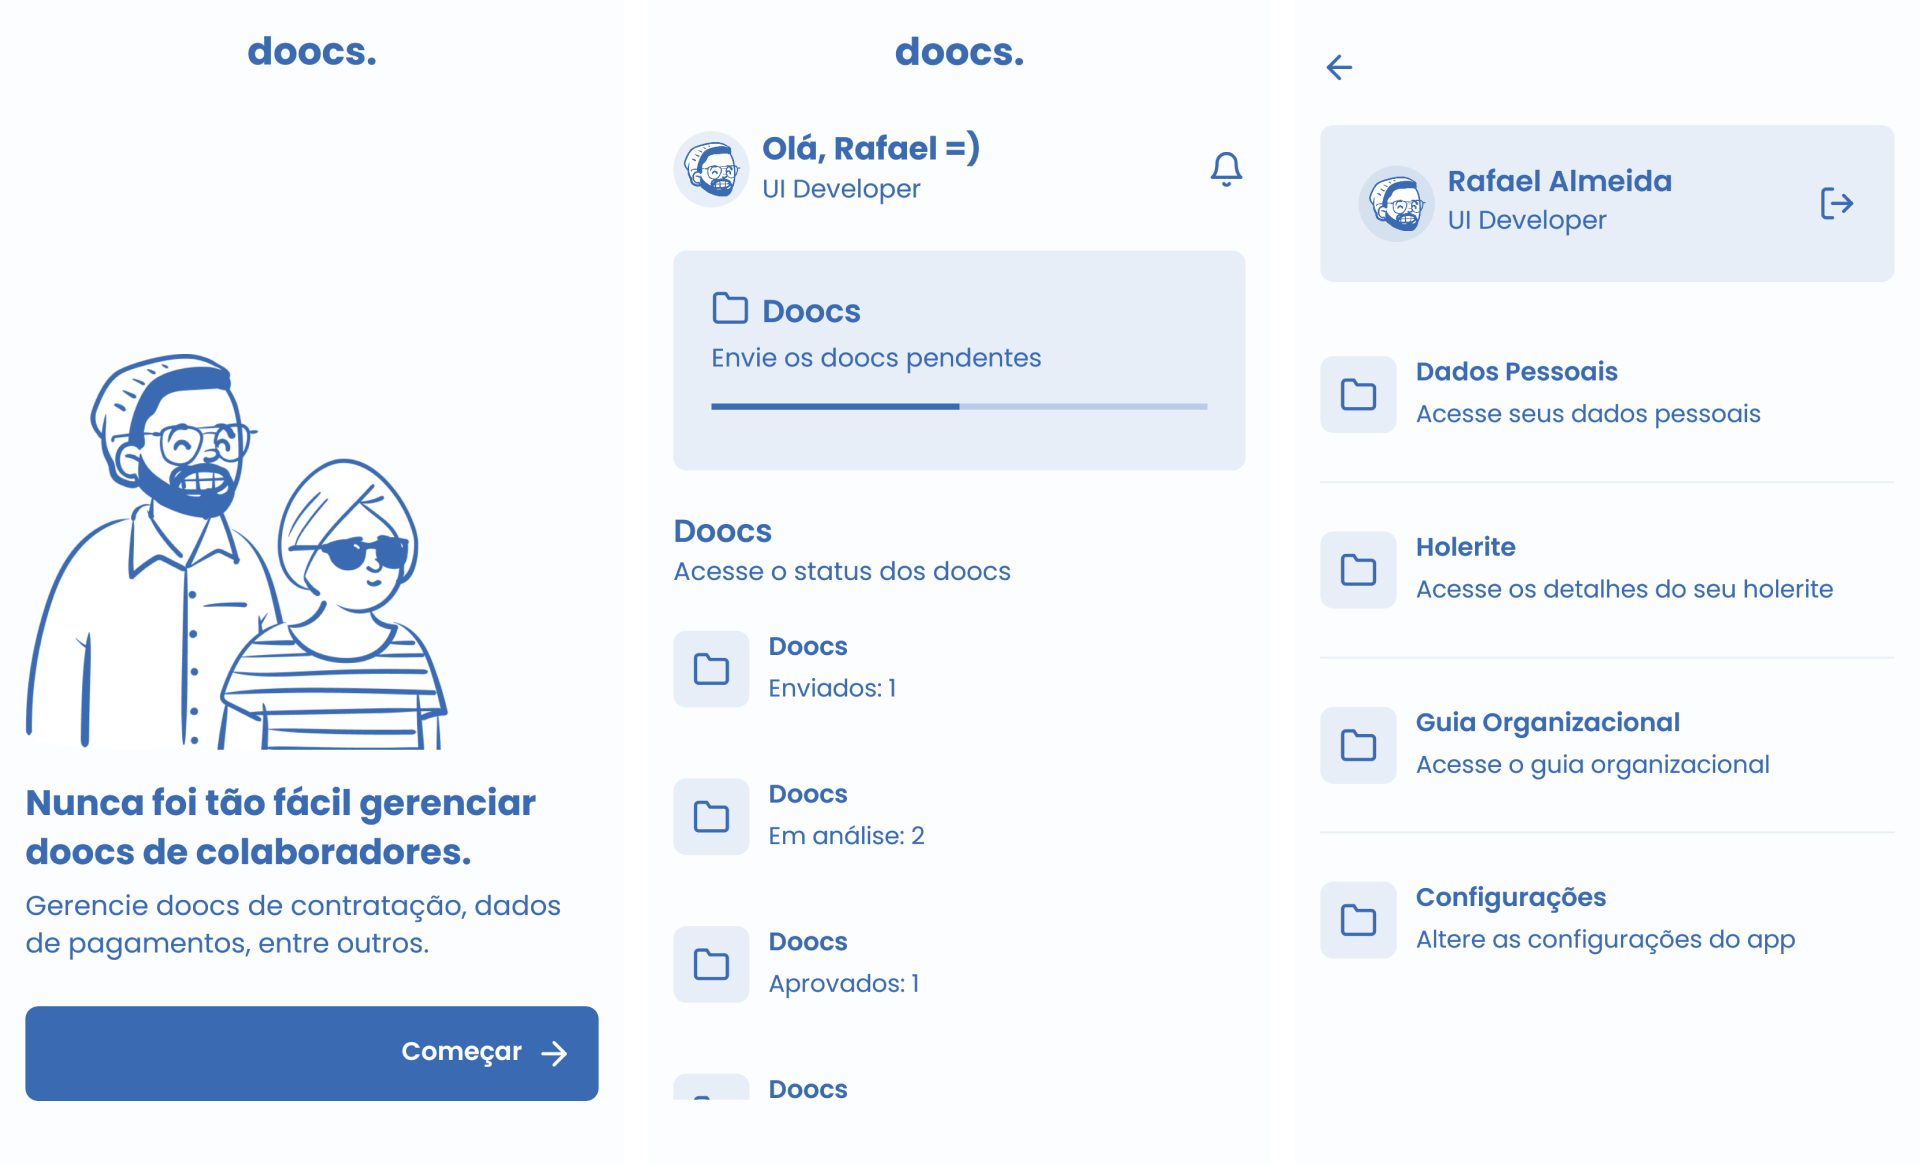 doocs.
Nunca foi tão fácil gerenciar
doocs de colaboradores.
Gerencie doocs de contratação, dados
de pagamentos, entre outros.
Começar
doocs.
Olá, Rafael =)
UI Developer
Doocs
Envie os doocs pendentes
Doocs
Acesse o status dos doocs
Doocs
Enviados: 1
Doocs
Em análise: 2
Doocs
Aprovados: 1
Doocs
Rafael Almeida
UI Developer
Dados Pessoais
Acesse seus dados pessoais
Holerite
Acesse os detalhes do seu holerite
Guia Organizacional
Acesse o guia organizacional
Configurações
Altere as configurações do app